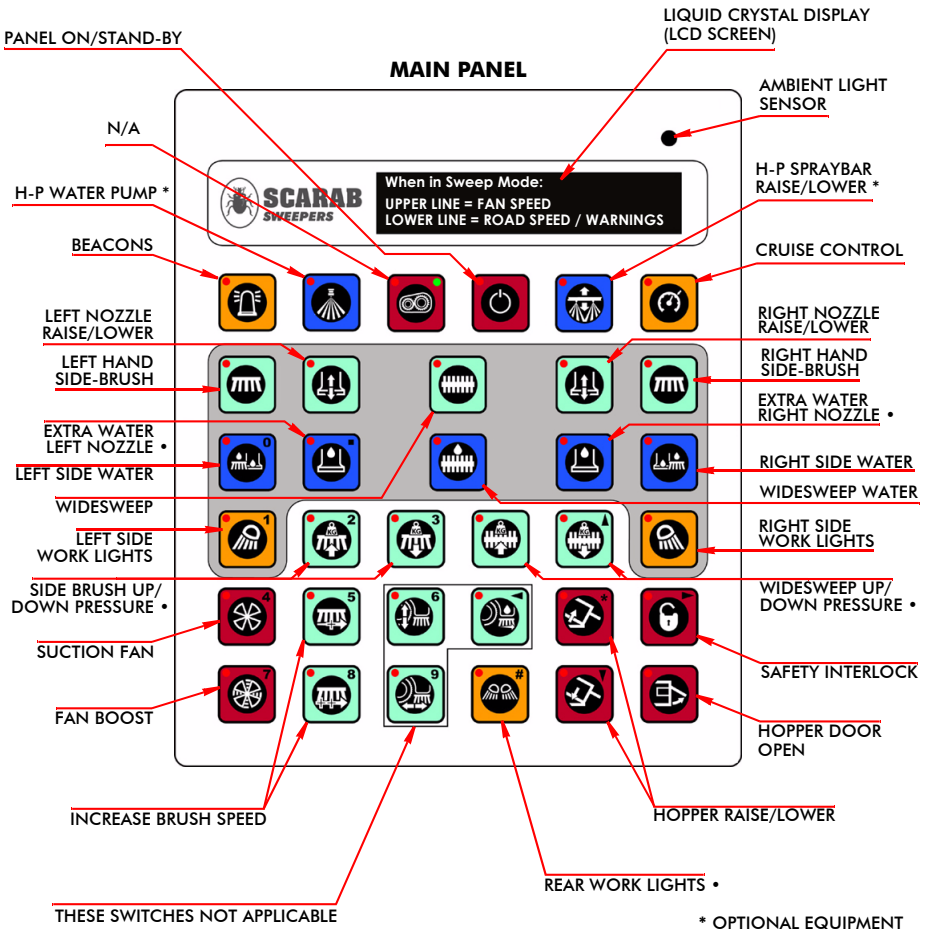 LIQUID CRYSTAL DISPLAY
(LCD SCREEN)
PANEL ON/STAND-BY
MAIN PANEL
AMBIENT LIGHT
SENSOR
N/A
H-P WATER PUMP *
H-P SPRAYBAR
RAISE/LOWER *
SCARAB
SWEEPERS
When in Sweep Mode:
UPPER LINE = FAN SPEED
LOWER LINE = ROAD SPEED / WARNINGS
BEACONS
CRUISE CONTROL
LEFT NOZZLE
RAISE/LOWER
RIGHT NOZZLE
RAISE/LOWER
LEFT HAND
SIDE-BRUSH
RIGHT HAND
SIDE-BRUSH
EXTRA WATER
LEFT NOZZLE •
EXTRA WATER
RIGHT NOZZLE •
0
LEFT SIDE WATER
RIGHT SIDE WATER
WIDESWEEP
WIDESWEEP WATER
LEFT SIDE
WORK LIGHTS
RIGHT SIDE
WORK LIGHTS
1
2
3
KG
KG
KG
KG
SIDE BRUSH UP/
DOWN PRESSURE •
WIDESWEEP UP/
DOWN PRESSURE •
4
5
6
*
SUCTION FAN
SAFETY INTERLOCK
7
8
9
#
FAN BOOST
HOPPER DOOR
OPEN
INCREASE BRUSH SPEED
HOPPER RAISE/LOWER
REAR WORK LIGHTS •
THESE SWITCHES NOT APPLICABLE
* OPTIONAL EQUIPMENT